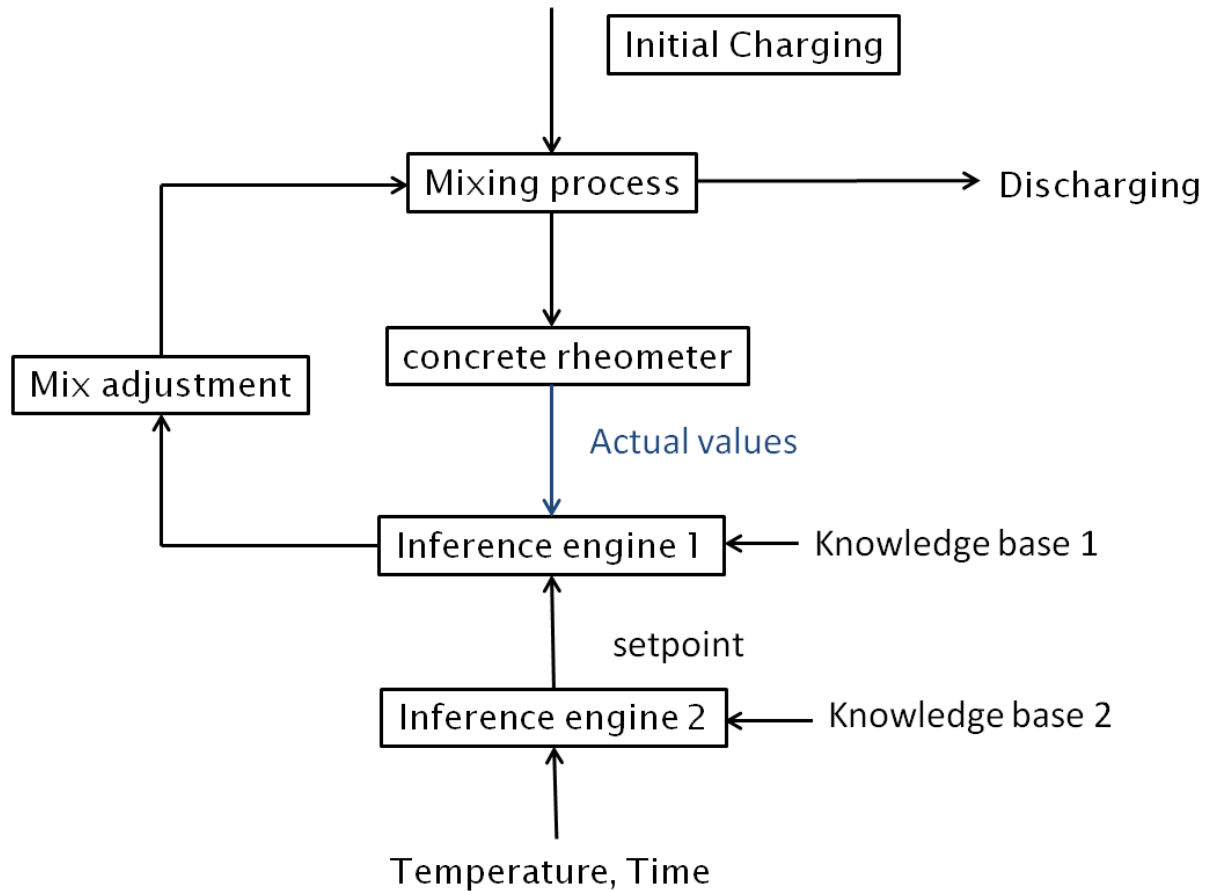 Initial Charging
Mixing process
Discharging
concrete rheometer
Mix adjustment
Actual values
Inference engine 1
Knowledge base 1
setpoint
Inference engine 2
Knowledge base 2
Temperature, Time